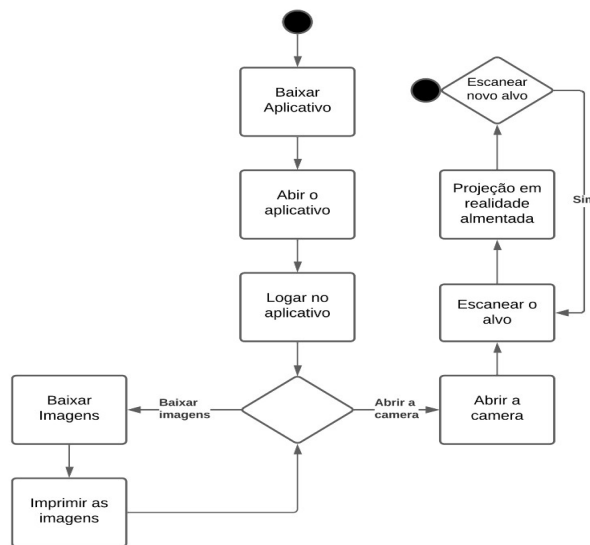 Baixar
Aplicativo
Escanear
novo alvo
Abir o
aplicativo
Projeção em
realidade
almentada
Sin
Logar no
aplicativo
Escanear o
alvo
Baixar
Imagens
Baixar
imagens
Abrir a
camera
Abrir a
camera
Imprimir as
imagens